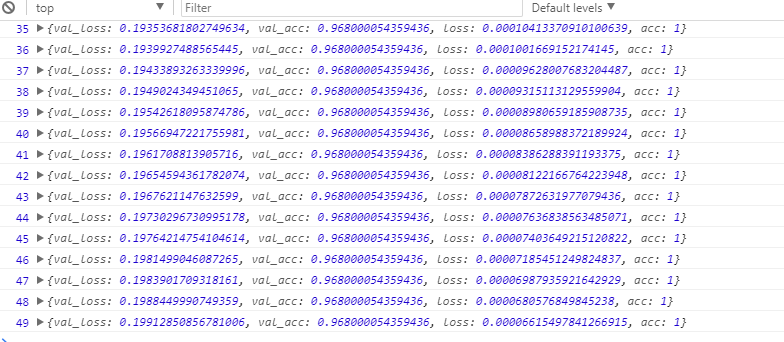 top Filter Default levels
35 {val_loss: 0.19353681802749634, val_acc: 0.968000054359436, loss: 0.00010413370910100639, acc: 1}
36 {val_loss: 0.1939927488565445, val_acc: 0.968000054359436, loss: 0.0001001669152174145, acc: 1}
37 {val_loss: 0.19433893263339996, val_acc: 0.968000054359436, loss: 0.00009628007683204487, acc: 1}
38 {val_loss: 0.1949024349451065, val_acc: 0.968000054359436, loss: 0.00009315113129559904, acc: 1}
39 {val_loss: 0.19542618095874786, val_acc: 0.968000054359436, loss: 0.00008980659185908735, acc: 1}
40 {val_loss: 0.19566947221755981, val_acc: 0.968000054359436, loss: 0.00008658988372189924, acc: 1}
41 {val_loss: 0.1961708813905716, val_acc: 0.968000054359436, loss: 0.00008386288391193375, acc: 1}
42 {val_loss: 0.19654594361782074, val_acc: 0.968000054359436, loss: 0.00008122166764223948, acc: 1}
43 {val_loss: 0.1967621147632599, val_acc: 0.968000054359436, loss: 0.00007872631977079436, acc: 1}
44 {val_loss: 0.19730296730995178, val_acc: 0.968000054359436, loss: 0.00007636838563485071, acc: 1}
45 {val_loss: 0.19764214754104614, val_acc: 0.968000054359436, loss: 0.00007403649215120822, acc: 1}
46 {val_loss: 0.1981499046087265, val_acc: 0.968000054359436, loss: 0.00007185451249824837, acc: 1}
47 {val_loss: 0.1983901709318161, val_acc: 0.968000054359436, loss: 0.00006987935921642929, acc: 1}
48 {val_loss: 0.1988449990749359, val_acc: 0.968000054359436, loss: 0.0000680576849845238, acc: 1}
49 {val_loss: 0.19912850856781006, val_acc: 0.968000054359436, loss: 0.00006615497841266915, acc: 1}